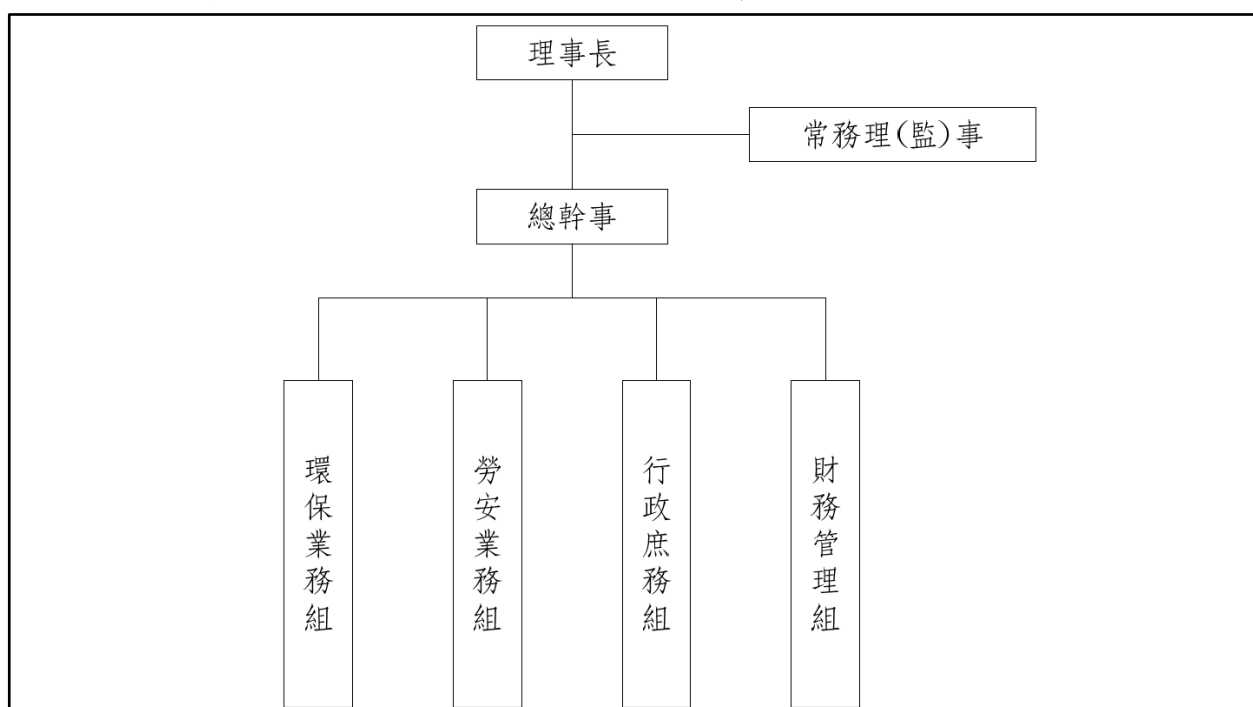 理事長
常務理(監)事
總幹事
環保業務組
勞安業務組
行政庶務組
財務管理組